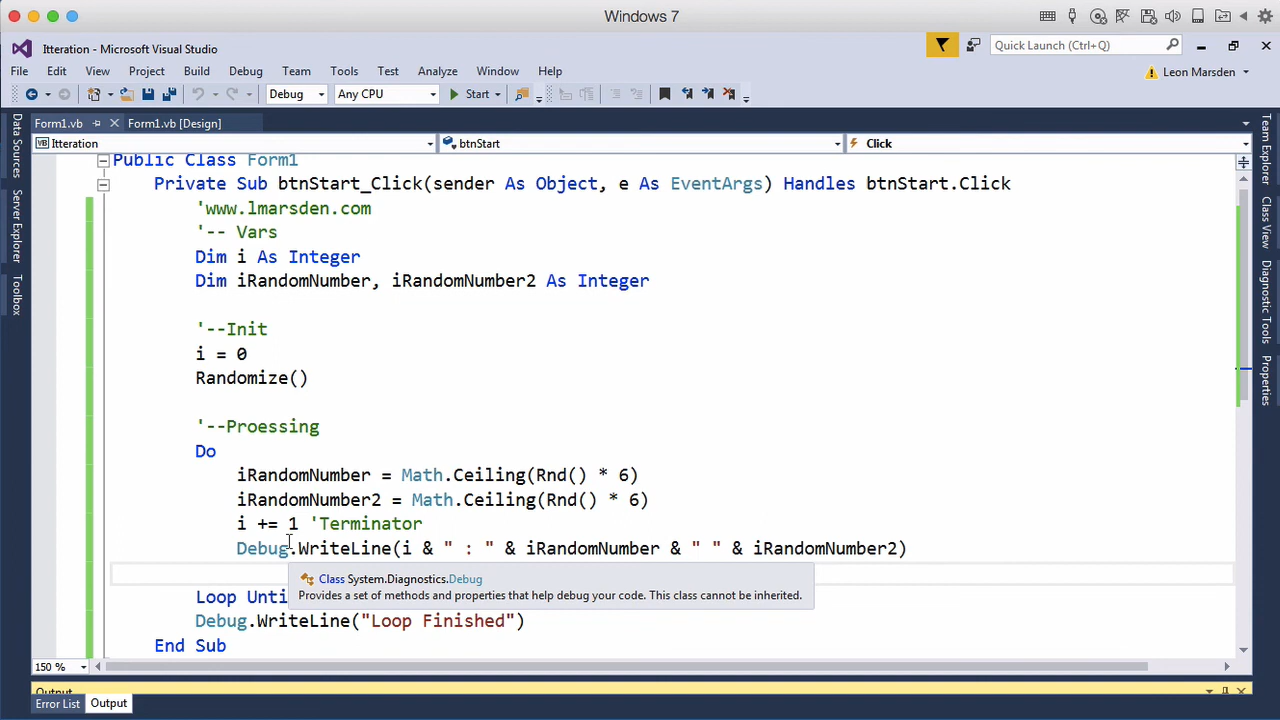 Windows 7
Itteration - Microsoft Visual Studio
Quick Launch (Ctrl+Q)
File Edit View Project Build Debug Team Tools Test Analyze Window Help
Leon Marsden
Debug Any CPU Start
Form1.vb Form1.vb [Design]
VB Itteration btnStart Click
Data Sources
Server Explorer
Toolbox
Public Class Form1
Private Sub btnStart_Click(sender As Object, e As EventArgs) Handles btnStart.Click
'www.lmarsden.com
'-- Vars
Dim i As Integer
Dim iRandomNumber, iRandomNumber2 As Integer
'--Init
i = 0
Randomize()
'--Proessing
Do
iRandomNumber = Math.Ceiling(Rnd() * 6)
iRandomNumber2 = Math.Ceiling(Rnd() * 6)
i += 1 'Terminator
Debug.WriteLine(i & " : " & iRandomNumber & " " & iRandomNumber2)
Class System.Diagnostics.Debug
Provides a set of methods and properties that help debug your code. This class cannot be inherited.
Loop Unti
Debug.WriteLine("Loop Finished")
End Sub
Team Explorer
Class View
Diagnostic Tools
Properties
150 %
Output
Error List Output